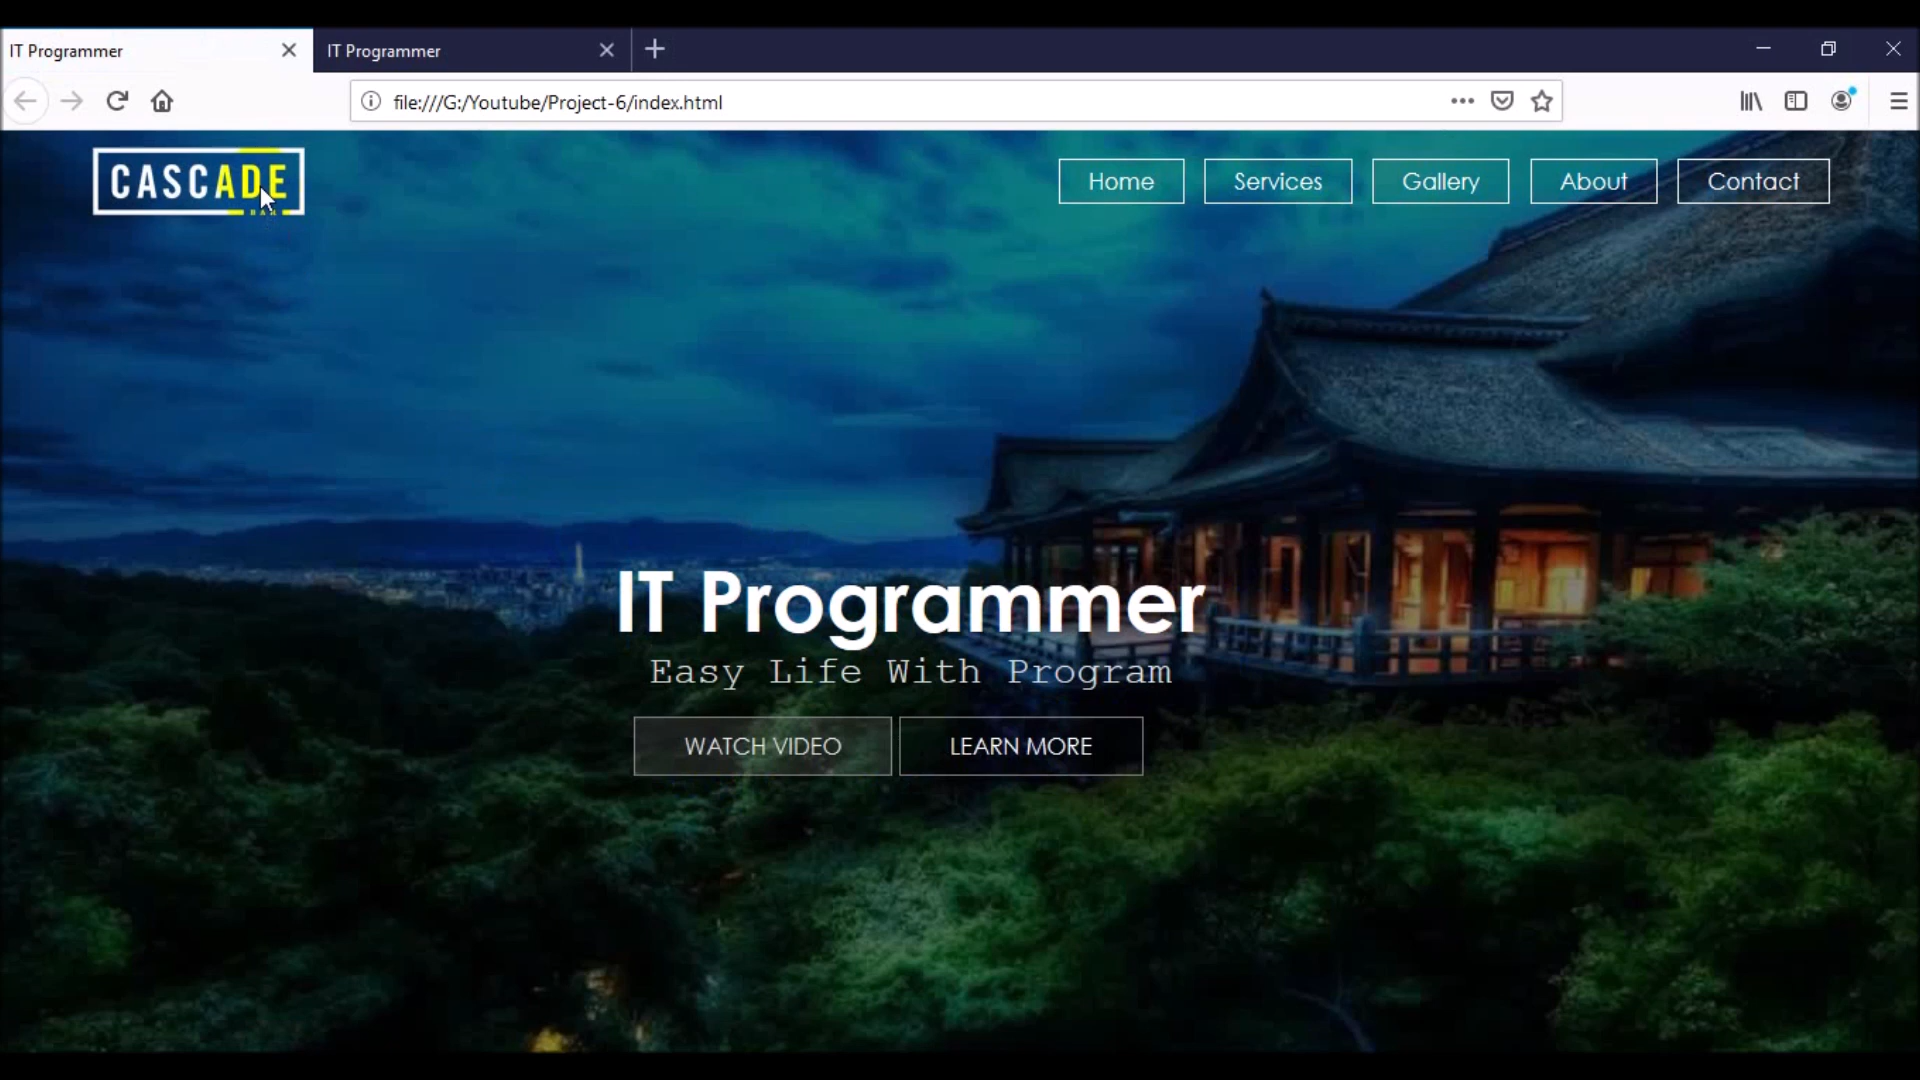 IT Programmer
IT Programmer
file:///G:/Youtube/Project-6/index.html
CASCADE
Home
Services
Gallery
About
Contact
IT Programmer
Easy Life With Program
WATCH VIDEO
LEARN MORE